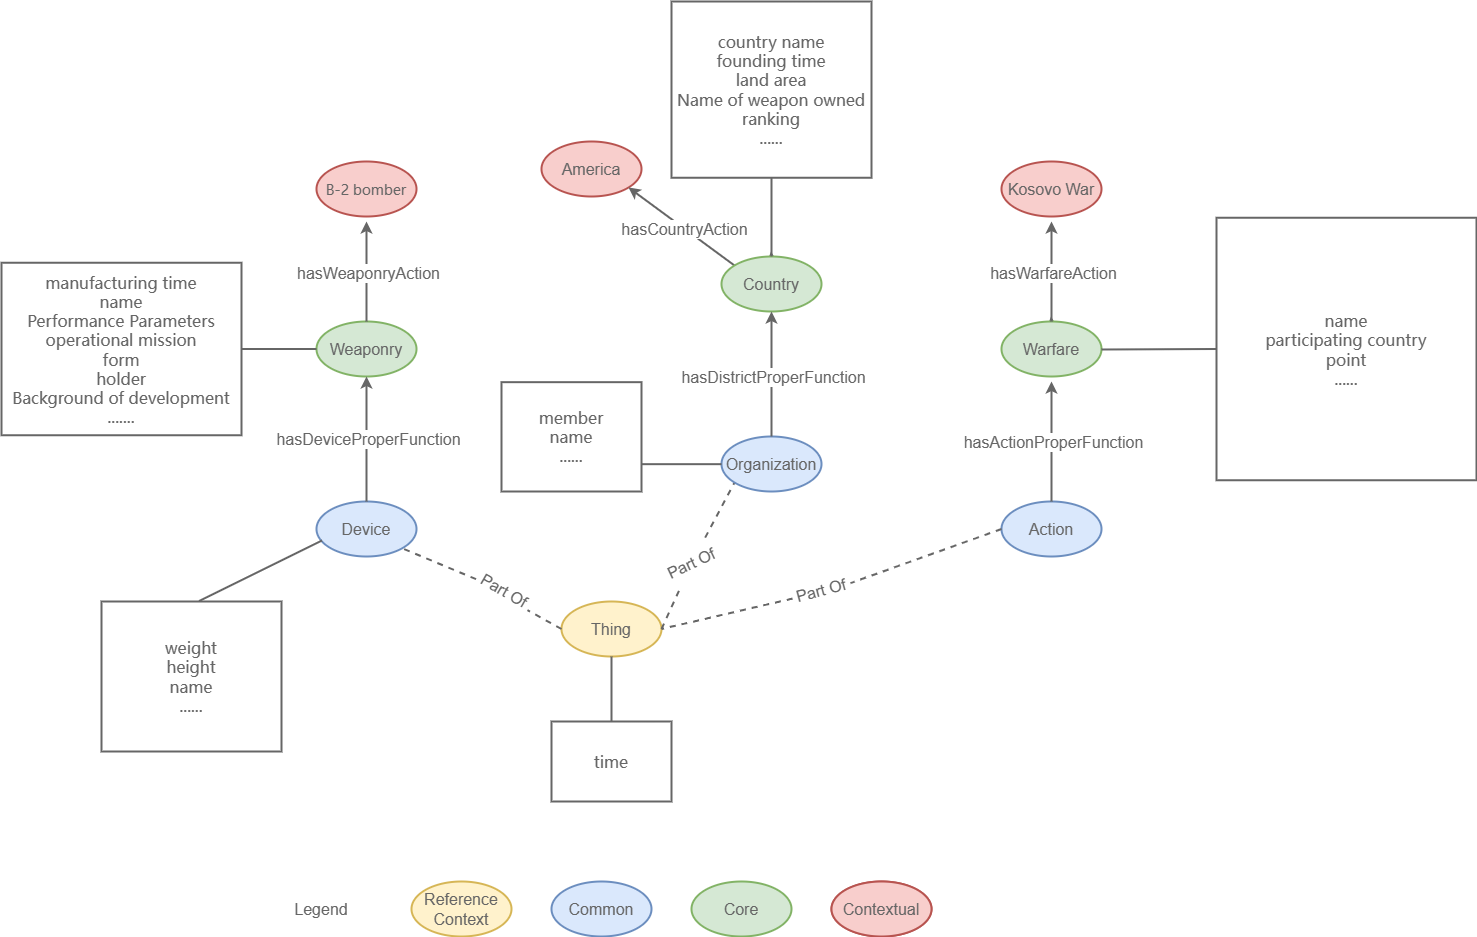 country name
founding time
land area
Name of weapon owned
ranking
......
America
B-2 bomber
Kosovo War
hasCountryAction
hasWeaponryAction
hasWarfareAction
Country
manufacturing time
name
Performance Parameters
operational mission
form
holder
Background of development
.......
Weaponry
Warfare
name
participating country
point
......
hasDistrictProperFunction
hasDeviceProperFunction
hasActionProperFunction
member
name
......
Organization
Device
Action
Part Of
Part Of
Part Of
Thing
weight
height
name
......
time
Legend
Reference
Context
Common
Core
Contextual